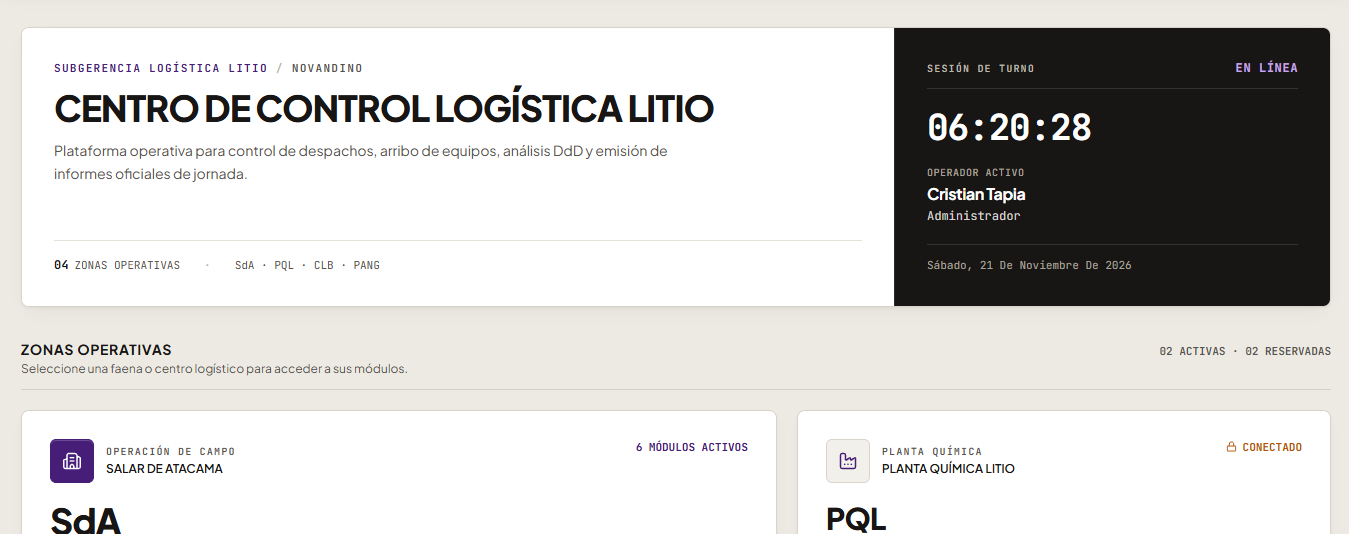 SUBGERENCIA LOGÍSTICA LITIO / NOVANDINO
CENTRO DE CONTROL LOGÍSTICA LITIO
Plataforma operativa para control de despachos, arribo de equipos, análisis DdD y emisión de
informes oficiales de jornada.
04 ZONAS OPERATIVAS · SdA · PQL · CLB · PANG
SESIÓN DE TURNO
EN LÍNEA
06:20:28
OPERADOR ACTIVO
Cristian Tapia
Administrador
Sábado, 21 De Noviembre De 2026
ZONAS OPERATIVAS
Seleccione una faena o centro logístico para acceder a sus módulos.
02 ACTIVAS · 02 RESERVADAS
OPERACIÓN DE CAMPO
SALAR DE ATACAMA
6 MÓDULOS ACTIVOS
SdA
PLANTA QUÍMICA
PLANTA QUÍMICA LITIO
CONECTADO
PQL